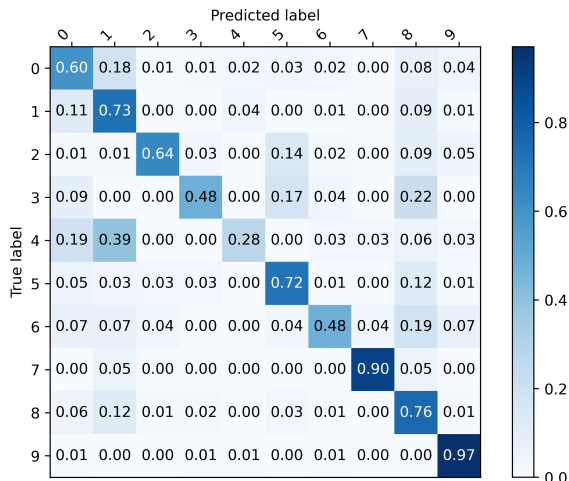 Predicted label
0 1 2 3 4 5 6 7 8 9
0 0.60 0.18 0.01 0.01 0.02 0.03 0.02 0.00 0.08 0.04
1 0.11 0.73 0.00 0.00 0.04 0.00 0.01 0.00 0.09 0.01
2 0.01 0.01 0.64 0.03 0.00 0.14 0.02 0.00 0.09 0.05
3 0.09 0.00 0.00 0.48 0.00 0.17 0.04 0.00 0.22 0.00
4 0.19 0.39 0.00 0.00 0.28 0.00 0.03 0.03 0.06 0.03
5 0.05 0.03 0.03 0.03 0.00 0.72 0.01 0.00 0.12 0.01
6 0.07 0.07 0.04 0.00 0.00 0.04 0.48 0.04 0.19 0.07
7 0.00 0.05 0.00 0.00 0.00 0.00 0.00 0.90 0.05 0.00
8 0.06 0.12 0.01 0.02 0.00 0.03 0.01 0.00 0.76 0.01
9 0.01 0.00 0.00 0.01 0.01 0.00 0.01 0.00 0.00 0.97
True label
0.8
0.6
0.4
0.2
0.0